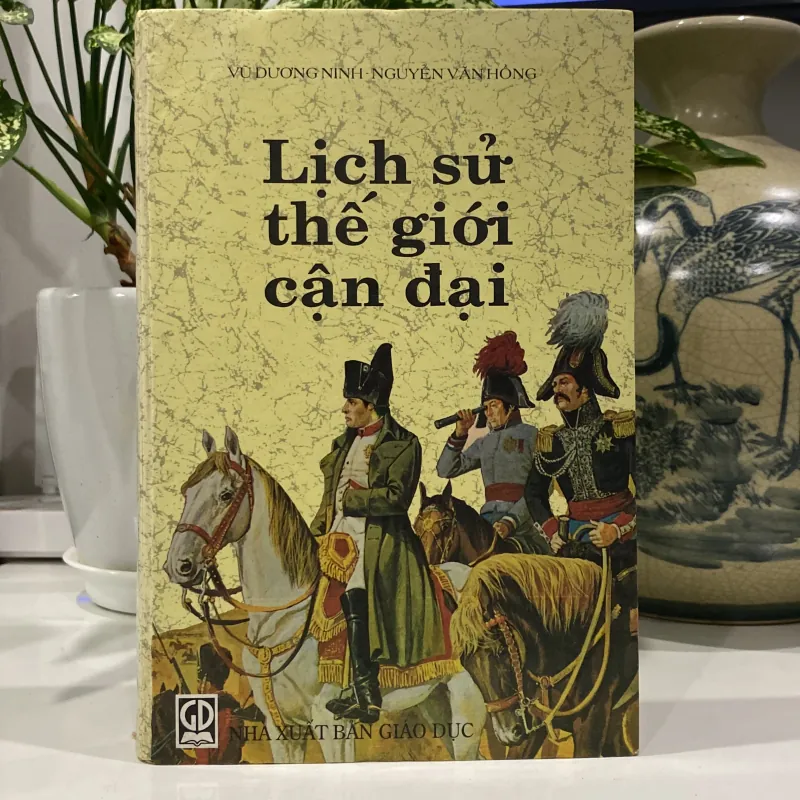 VŨ DƯƠNG NINH - NGUYỄN VĂN HỒNG
Lịch sử
thế giới
cận đại
GD
NHÀ XUẤT BẢN GIÁO DỤC